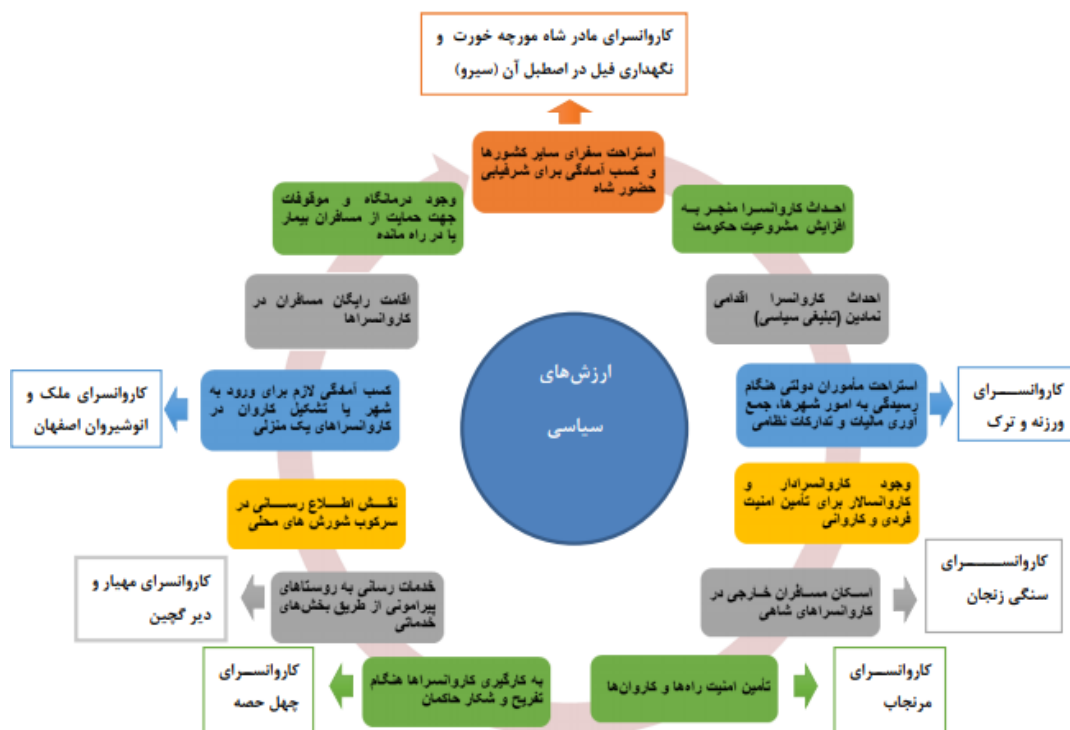 کاروانسرای مادر شاه مورچه خورت و
نگهداری فیل در اصطبل آن (سیرو)
استراحت سفرای سایر کشورها
و کسب آمادگی برای شرفیابی
حضور شاه
احداث کاروانسرا منجر به
افزایش مشروعیت حکومت
احداث کاروانسرا اقدامی
نمادین (تبلیغی سیاسی)
استراحت مأموران دولتی هنگام
رسیدگی به امور شهرها، جمع
آوری مالیات و تدارکات نظامی
کاروانسرای
ورزنه و ترک
وجود کاروانسرادار و
کاروانسالار برای تأمین امنیت
فردی و کاروانی
اسکان مسافران خارجی در
کاروانسراهای شاهی
کاروانسرای
سنگی زنجان
تأمین امنیت راه‌ها و کاروان‌ها
کاروانسرای
مرنجاب
به کارگیری کاروانسراها هنگام
تفریح و شکار حاکمان
کاروانسرای
چهل حصه
خدمات رسانی به روستاهای
پیرامونی از طریق بخش‌های
خدماتی
کاروانسرای مهیار و
دیر گچین
نقش اطلاع رسانی در
سرکوب شورش های محلی
کسب آمادگی لازم برای ورود به
شهر یا تشکیل کاروان در
کاروانسراهای یک منزلی
کاروانسرای ملک و
انوشیروان اصفهان
اقامت رایگان مسافران در
کاروانسراها
وجود درمانگاه و موقوفات
جهت حمایت از مسافران بیمار
یا در راه مانده
ارزش‌های
سیاسی